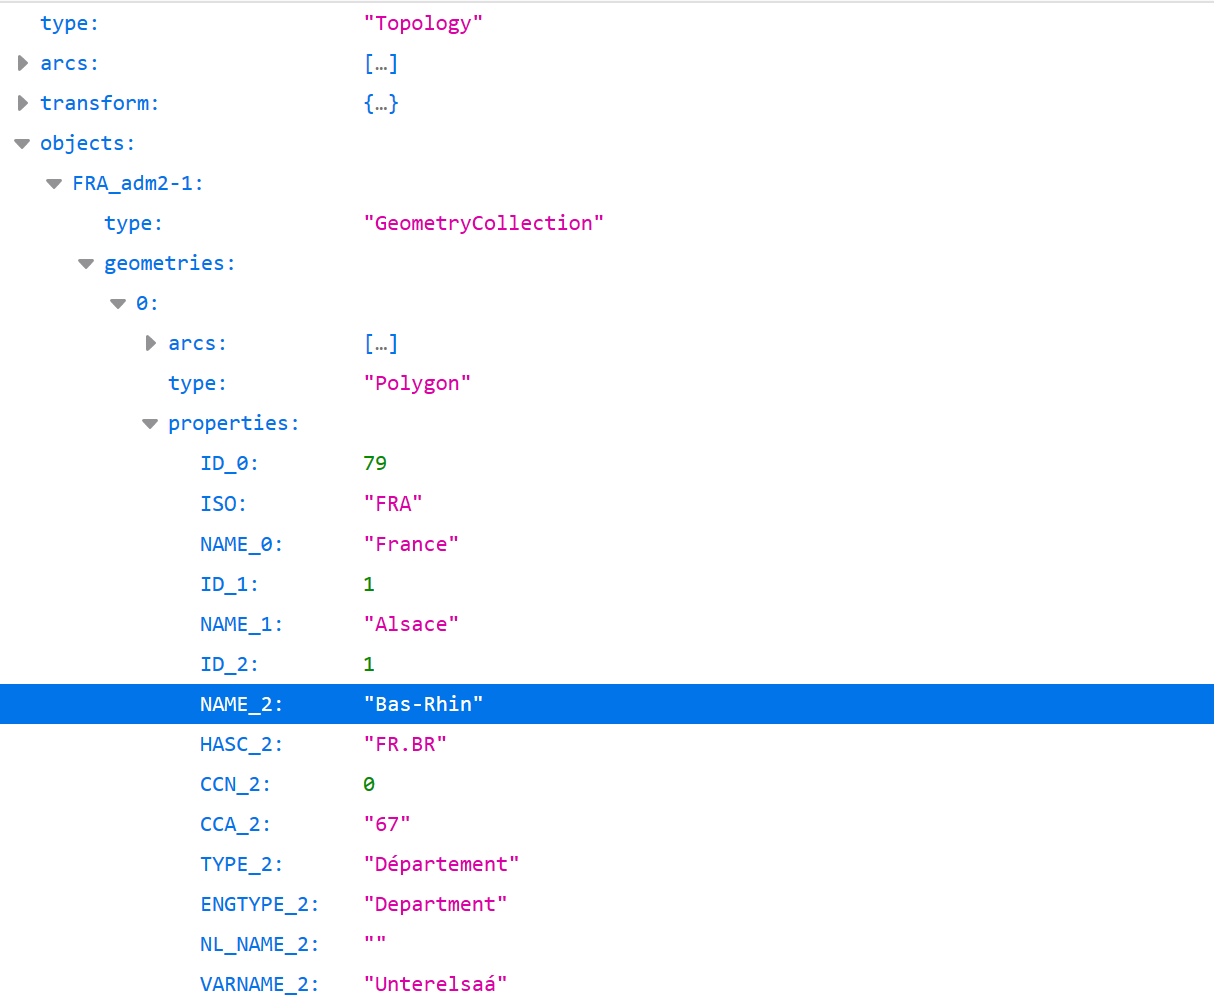 type: "Topology"
arcs: […]
transform: {…}
objects:
FRA_adm2-1:
type: "GeometryCollection"
geometries:
0:
arcs: […]
type: "Polygon"
properties:
ID_0: 79
ISO: "FRA"
NAME_0: "France"
ID_1: 1
NAME_1: "Alsace"
ID_2: 1
NAME_2: "Bas-Rhin"
HASC_2: "FR.BR"
CCN_2: 0
CCA_2: "67"
TYPE_2: "Département"
ENGTYPE_2: "Department"
NL_NAME_2: ""
VARNAME_2: "Unterelsaá"